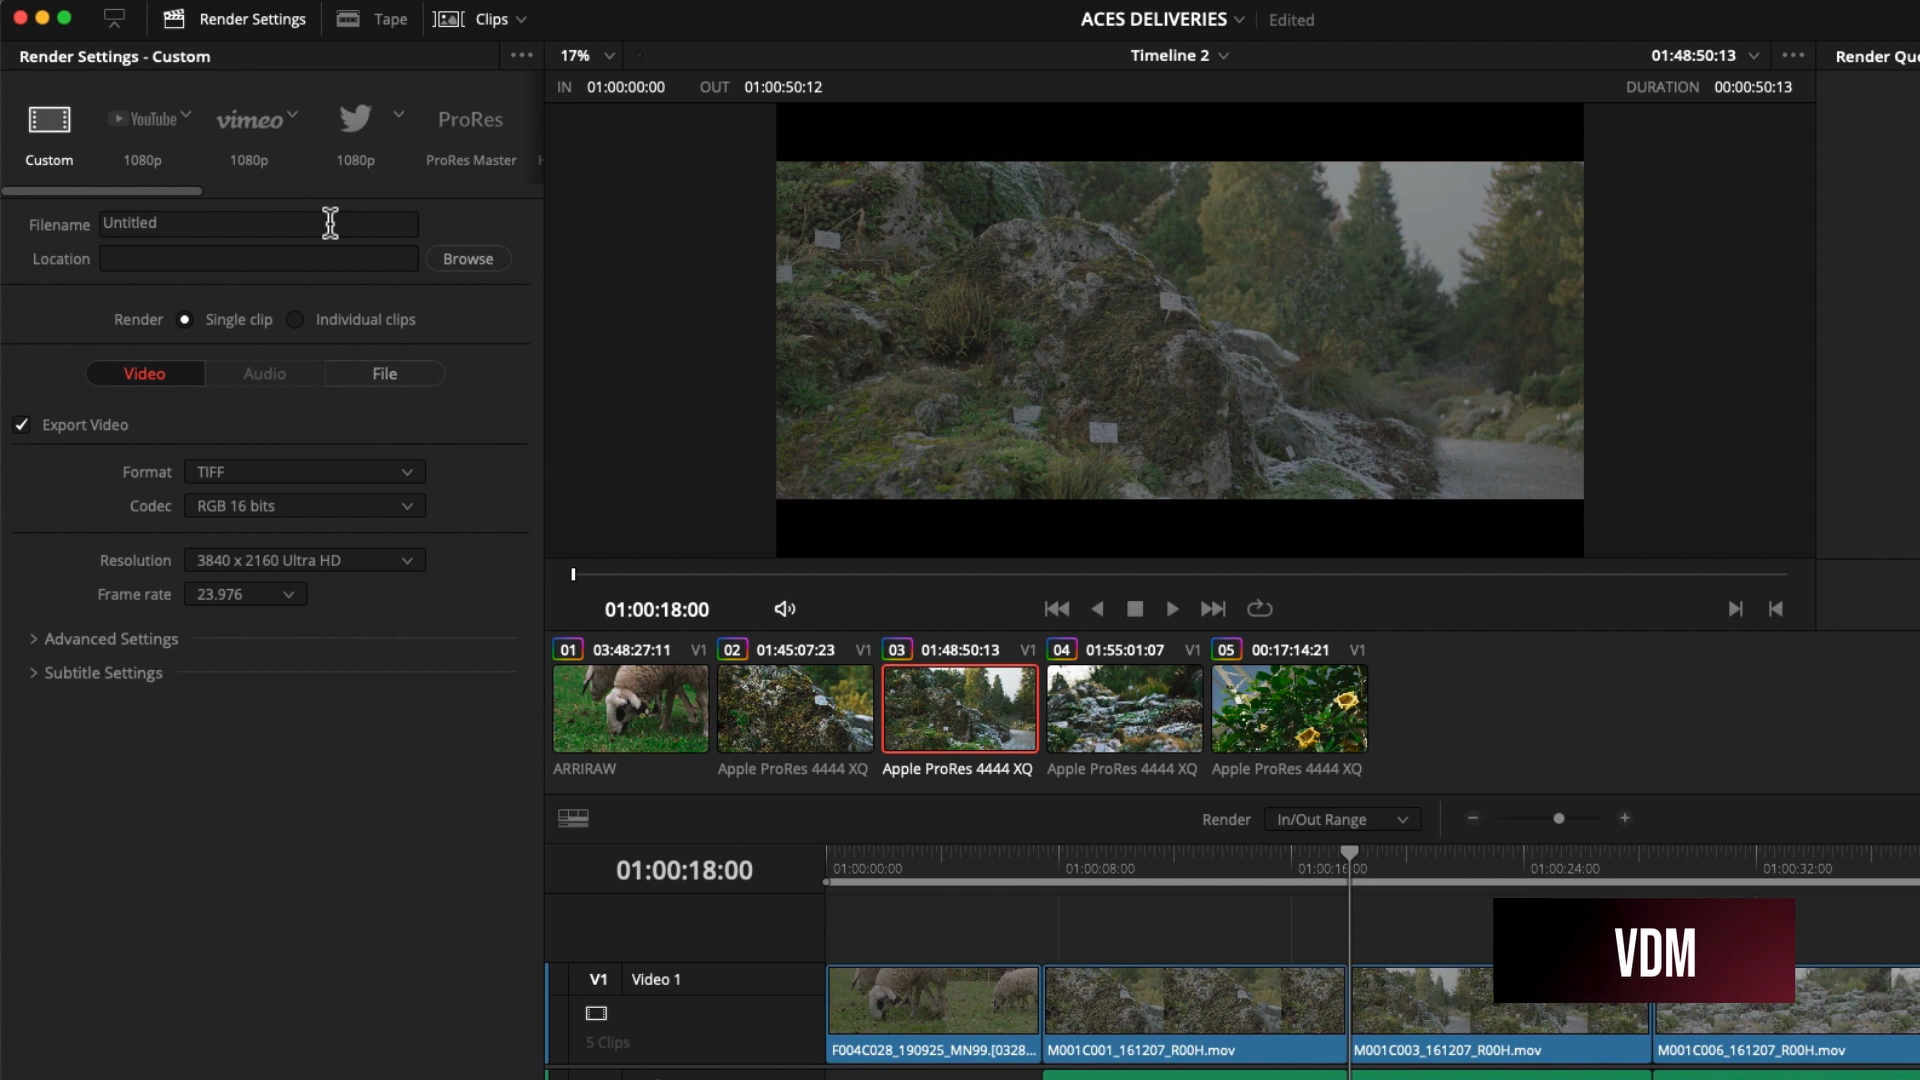 Render Settings
Tape
Clips
ACES DELIVERIES
Edited
Render Settings - Custom
17%
Timeline 2
01:48:50:13
Render Que
IN 01:00:00:00 OUT 01:00:50:12
DURATION 00:00:50:13
YouTube
vimeo
ProRes
Custom
1080p
1080p
1080p
ProRes Master
Filename Untitled
Location
Browse
Render Single clip Individual clips
Video
Audio
File
Export Video
Format TIFF
Codec RGB 16 bits
Resolution 3840 x 2160 Ultra HD
Frame rate 23.976
Advanced Settings
Subtitle Settings
01:00:18:00
01 03:48:27:11 V1
02 01:45:07:23 V1
03 01:48:50:13 V1
04 01:55:01:07 V1
05 00:17:14:21 V1
ARRIRAW
Apple ProRes 4444 XQ
Apple ProRes 4444 XQ
Apple ProRes 4444 XQ
Apple ProRes 4444 XQ
Render In/Out Range
01:00:18:00
01:00:00:00
01:00:08:00
01:00:16:00
01:00:24:00
01:00:32:00
VDM
V1 Video 1
5 Clips
F004C028_190925_MN99.[0328...
M001C001_161207_R00H.mov
M001C003_161207_R00H.mov
M001C006_161207_R00H.mov